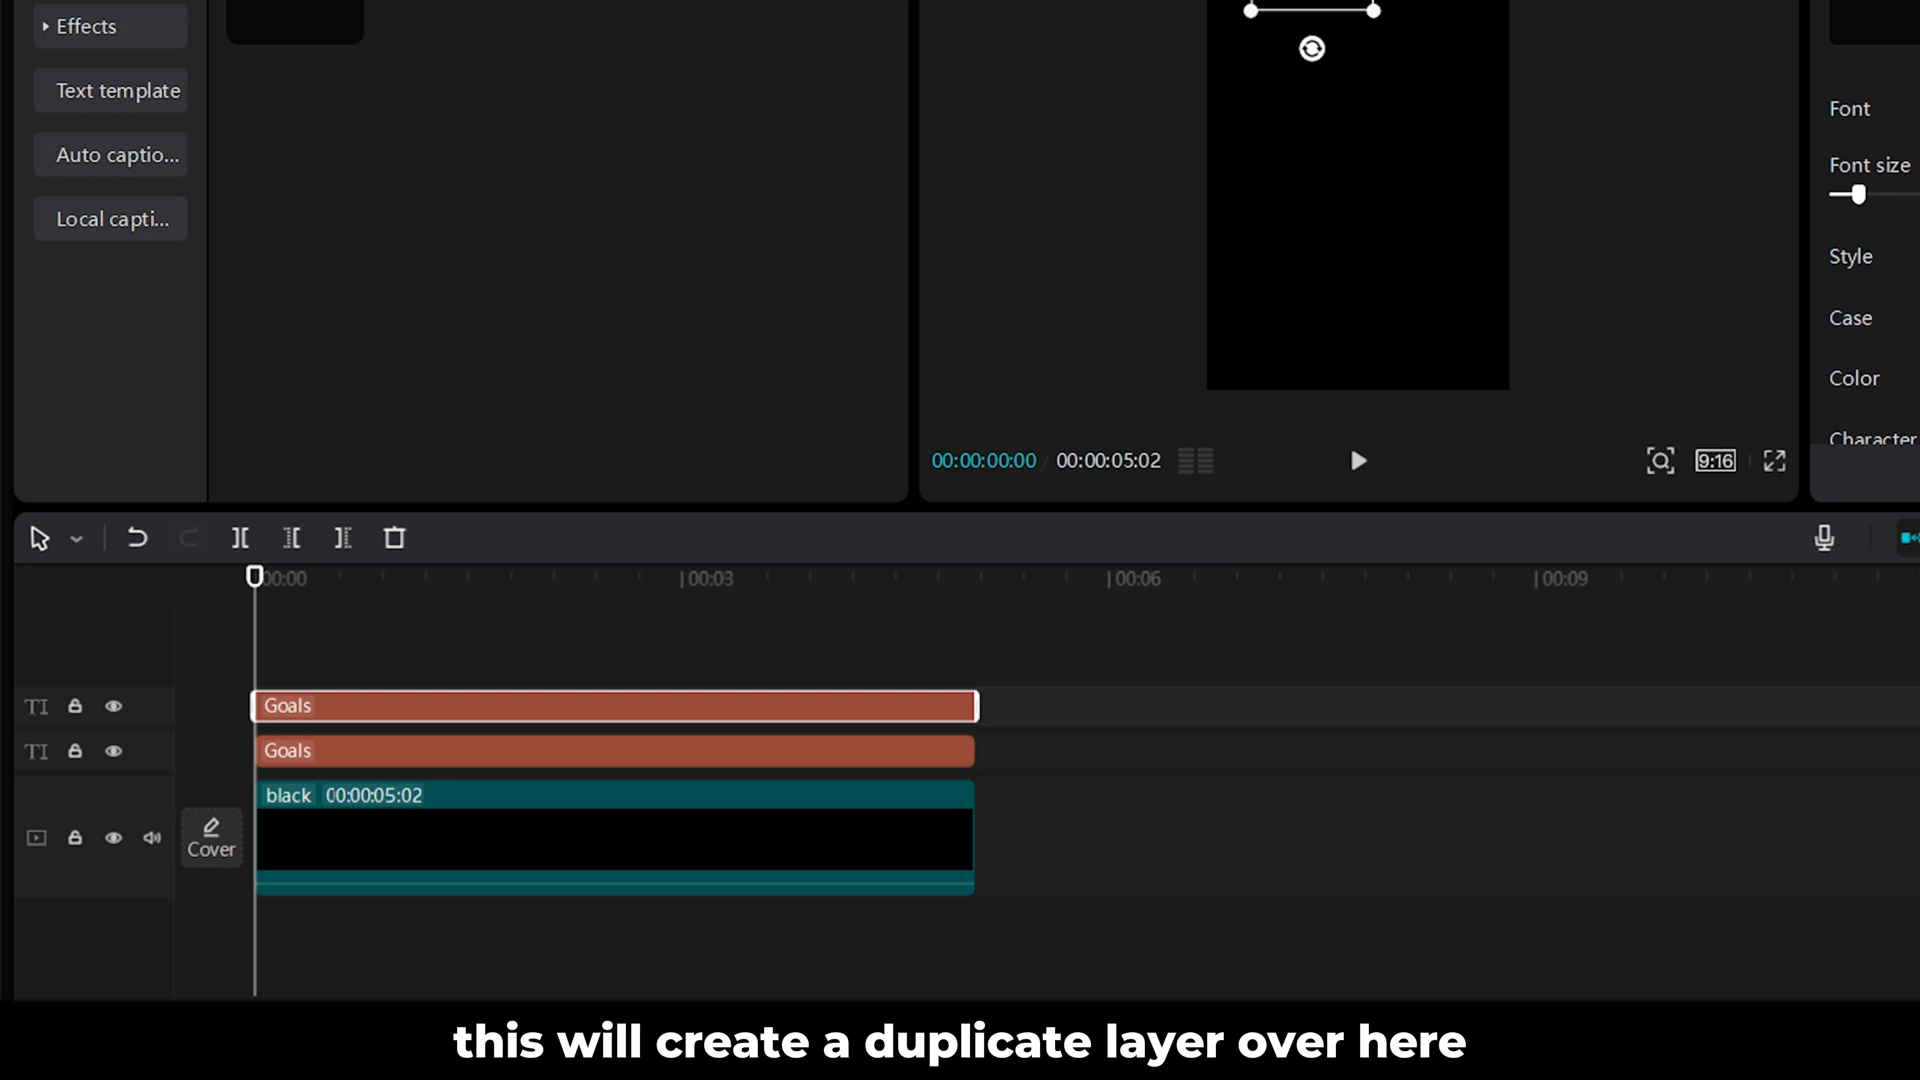 Effects
Text template
Auto captio...
Local capti...
Font
Font size
Style
Case
Color
Character
00:00:00:00 / 00:00:05:02
9:16
00:00
00:03
00:06
00:09
TI
Goals
TI
Goals
black 00:00:05:02
Cover
this will create a duplicate layer over here